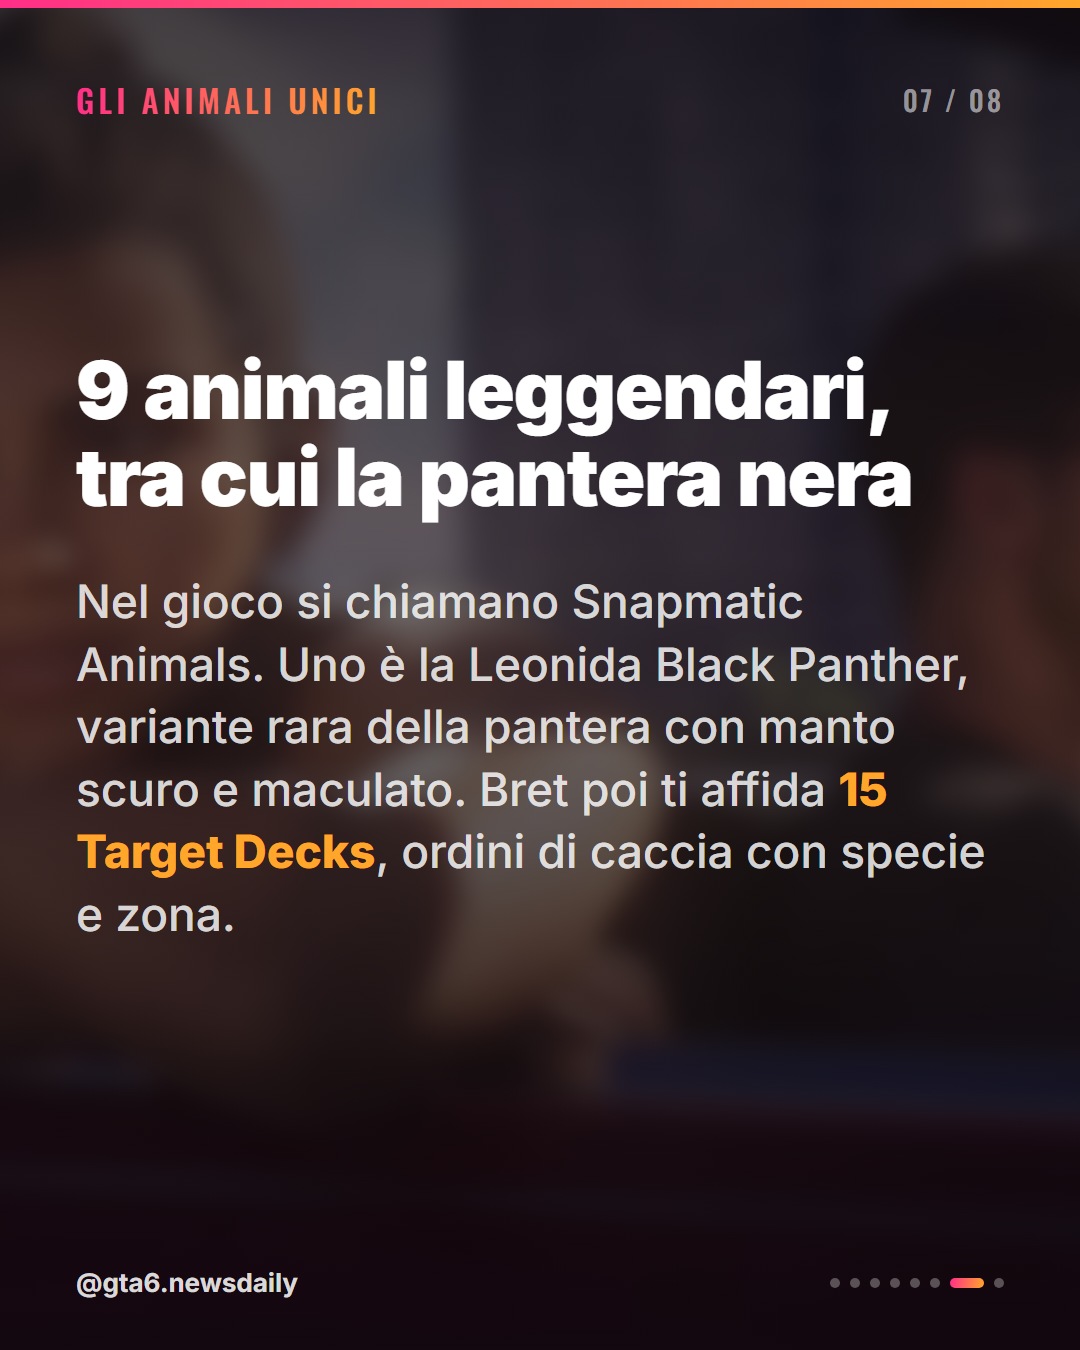 GLI ANIMALI UNICI
07 / 08
9 animali leggendari,
tra cui la pantera nera
Nel gioco si chiamano Snapmatic
Animals. Uno è la Leonida Black Panther,
variante rara della pantera con manto
scuro e maculato. Bret poi ti affida 15
Target Decks, ordini di caccia con specie
e zona.
@gta6.newsdaily